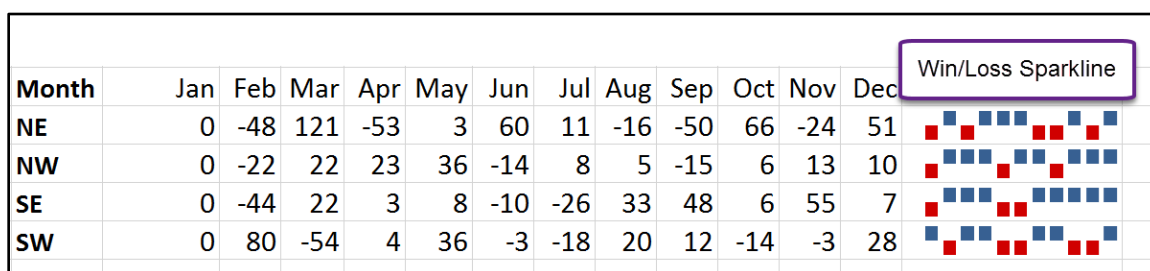 Win/Loss Sparkline
Month Jan Feb Mar Apr May Jun Jul Aug Sep Oct Nov Dec
NE 0 -48 121 -53 3 60 11 -16 -50 66 -24 51
NW 0 -22 22 23 36 -14 8 5 -15 6 13 10
SE 0 -44 22 3 8 -10 -26 33 48 6 55 7
SW 0 80 -54 4 36 -3 -18 20 12 -14 -3 28